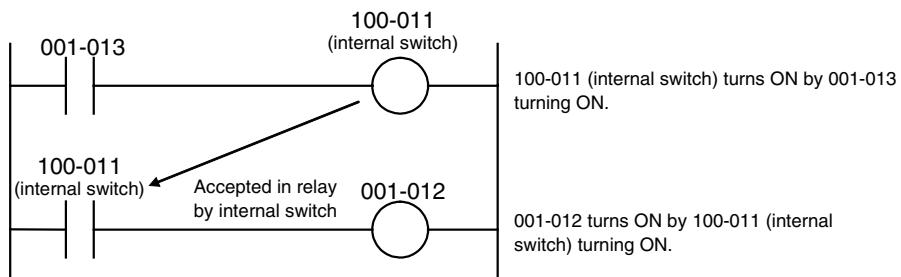 100-011
(internal switch)
001-013
100-011 (internal switch) turns ON by 001-013
turning ON.
100-011
(internal switch)
Accepted in relay
by internal switch
001-012
001-012 turns ON by 100-011 (internal
switch) turning ON.